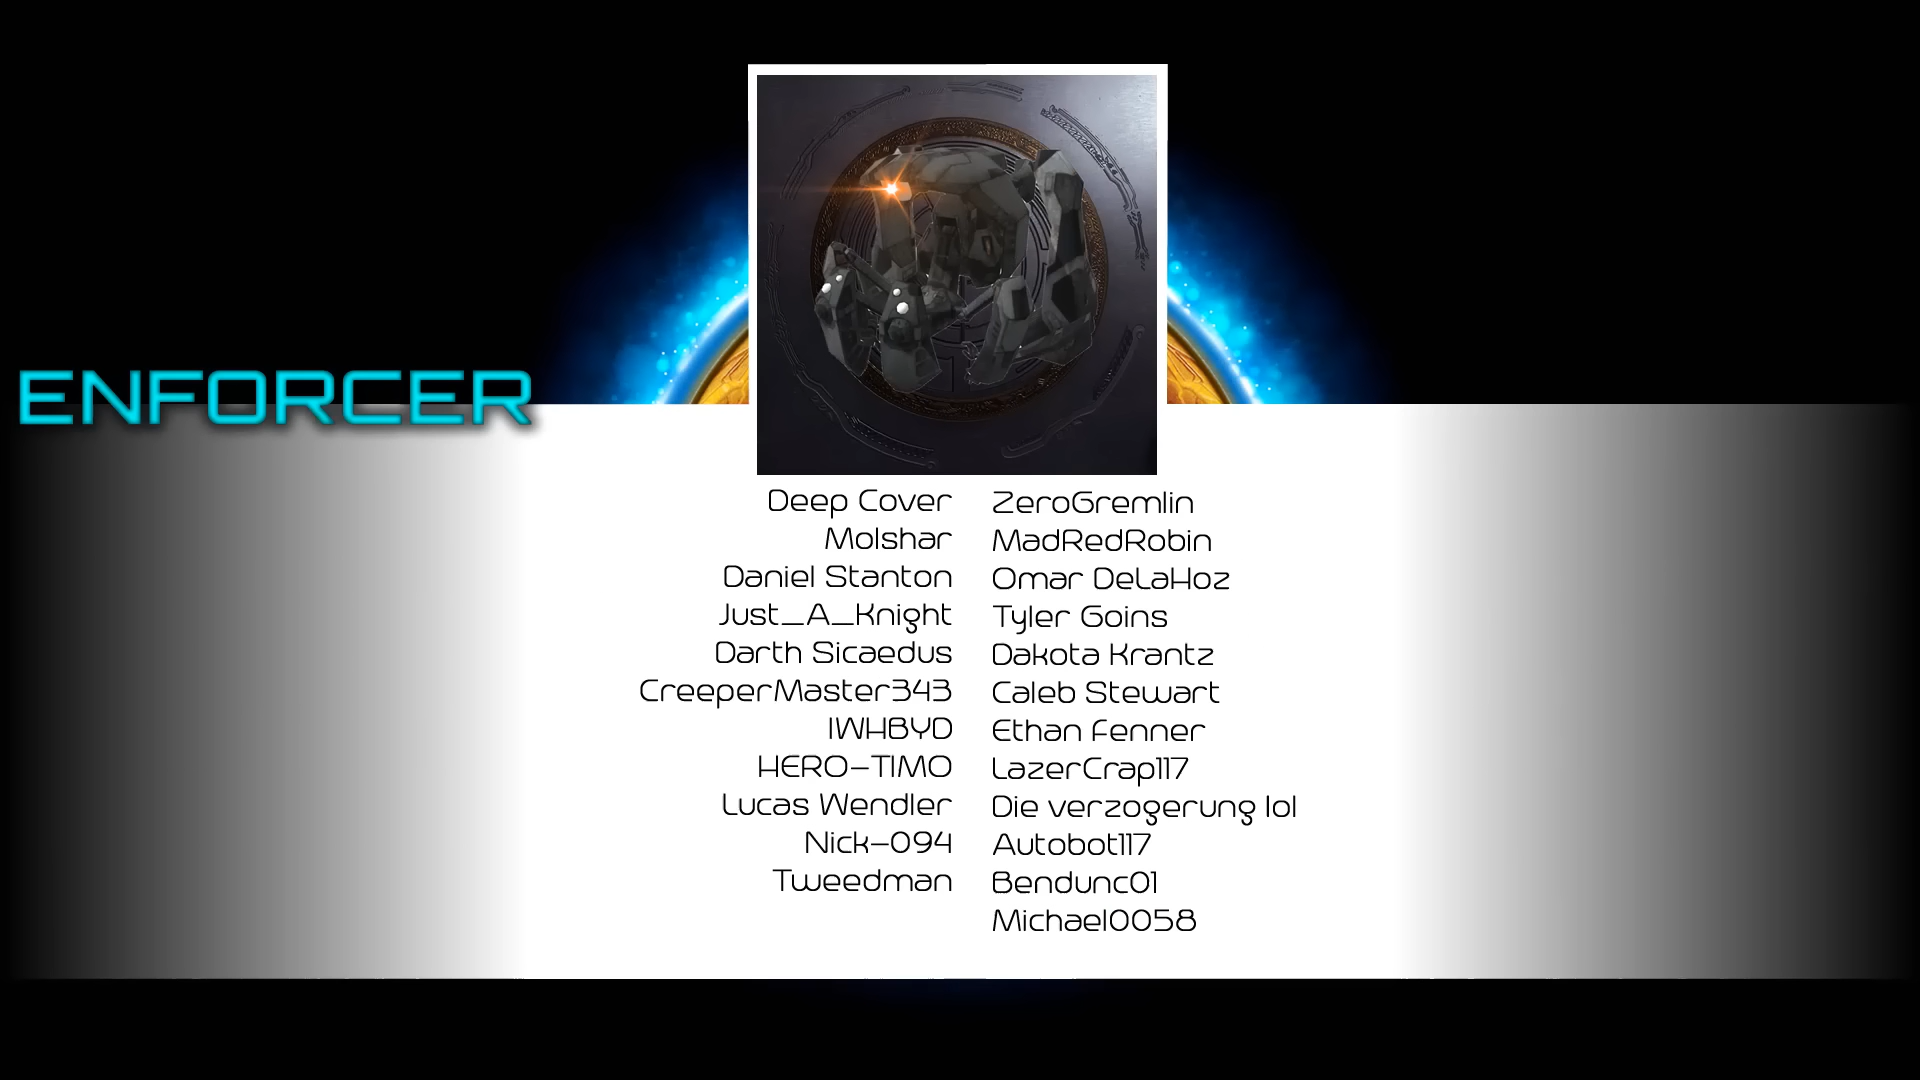 ENFORCER
Deep Cover
Molshar
Daniel Stanton
Just_A_Knight
Darth Sicaedus
CreeperMaster343
IWHBYD
HERO-TIMO
Lucas Wendler
Nick-094
Tweedman
ZeroGremlin
MadRedRobin
Omar DeLaHoz
Tyler Goins
Dakota Krantz
Caleb Stewart
Ethan Fenner
LazerCrap117
Die verzogerung lol
Autobot117
Bendunc01
Michael0058